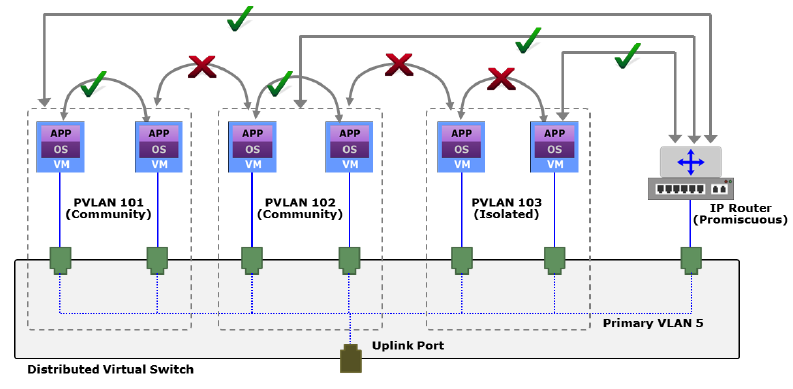 APP
OS
VM
APP
OS
VM
APP
OS
VM
APP
OS
VM
APP
OS
VM
APP
OS
VM
PVLAN 101
(Community)
PVLAN 102
(Community)
PVLAN 103
(Isolated)
IP Router
(Promiscuous)
Primary VLAN 5
Uplink Port
Distributed Virtual Switch